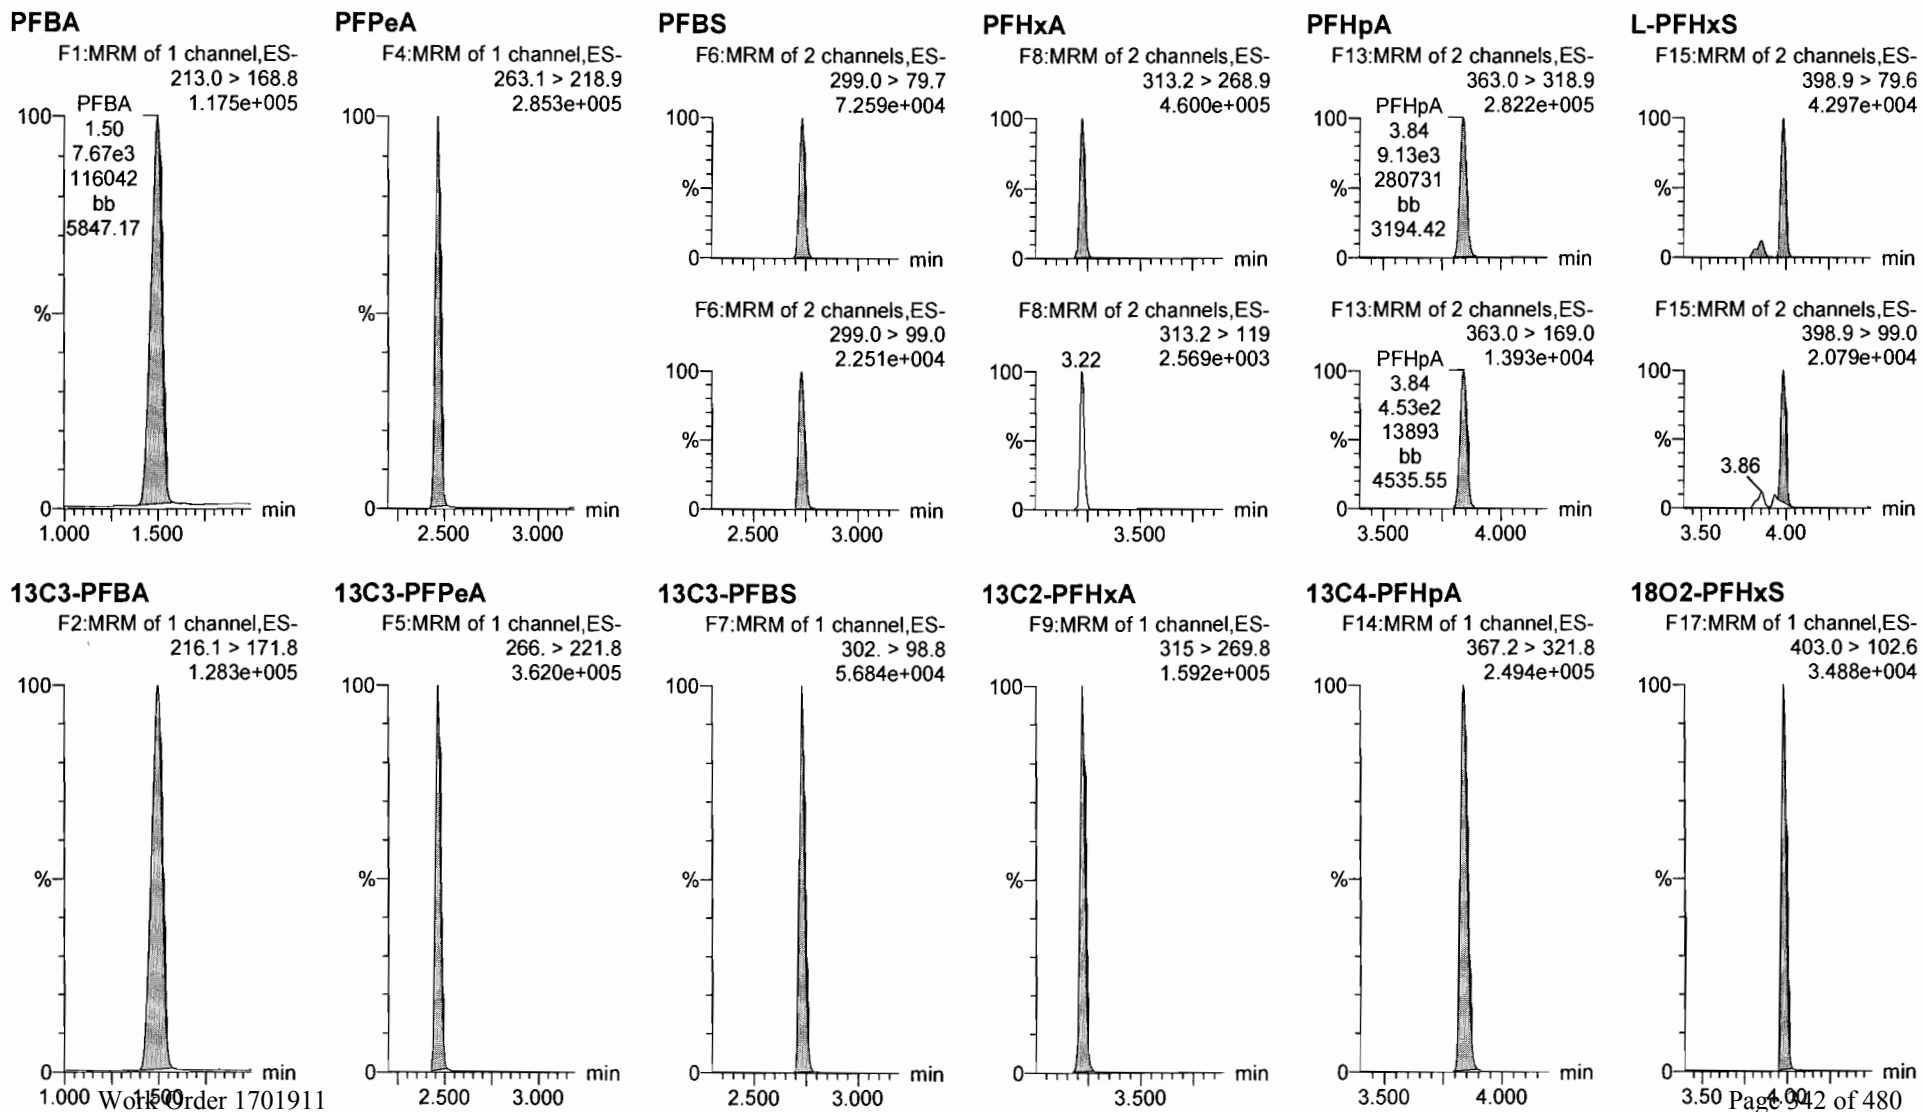 PFBA
F1:MRM of 1 channel,ES-
213.0 > 168.8
1.175e+005
PFBA
1.50
7.67e3
116042
bb
5847.17
100
%
0
min
1.000 1.500
PFPeA
F4:MRM of 1 channel,ES-
263.1 > 218.9
2.853e+005
100
%
0
min
2.500 3.000
PFBS
F6:MRM of 2 channels,ES-
299.0 > 79.7
7.259e+004
100
%
0
min
F6:MRM of 2 channels,ES-
299.0 > 99.0
2.251e+004
100
%
0
min
2.500 3.000
PFHxA
F8:MRM of 2 channels,ES-
313.2 > 268.9
4.600e+005
100
%
0
min
F8:MRM of 2 channels,ES-
313.2 > 119
2.569e+003
3.22
100
%
0
min
3.500
PFHpA
F13:MRM of 2 channels,ES-
363.0 > 318.9
2.822e+005
PFHpA
3.84
9.13e3
280731
bb
3194.42
100
%
0
min
F13:MRM of 2 channels,ES-
363.0 > 169.0
1.393e+004
PFHpA
3.84
4.53e2
13893
bb
4535.55
100
%
0
min
3.500 4.000
L-PFHxS
F15:MRM of 2 channels,ES-
398.9 > 79.6
4.297e+004
100
%
0
min
F15:MRM of 2 channels,ES-
398.9 > 99.0
2.079e+004
3.86
100
%
0
min
3.50 4.00
13C3-PFBA
F2:MRM of 1 channel,ES-
216.1 > 171.8
1.283e+005
100
%
0
min
1.000 1.500
13C3-PFPeA
F5:MRM of 1 channel,ES-
266. > 221.8
3.620e+005
100
%
0
min
2.500 3.000
13C3-PFBS
F7:MRM of 1 channel,ES-
302. > 98.8
5.684e+004
100
%
0
min
2.500 3.000
13C2-PFHxA
F9:MRM of 1 channel,ES-
315 > 269.8
1.592e+005
100
%
0
min
3.500
13C4-PFHpA
F14:MRM of 1 channel,ES-
367.2 > 321.8
2.494e+005
100
%
0
min
3.500 4.000
18O2-PFHxS
F17:MRM of 1 channel,ES-
403.0 > 102.6
3.488e+004
100
%
0
min
3.50 4.00
Work Order 1701911
Page 342 of 480